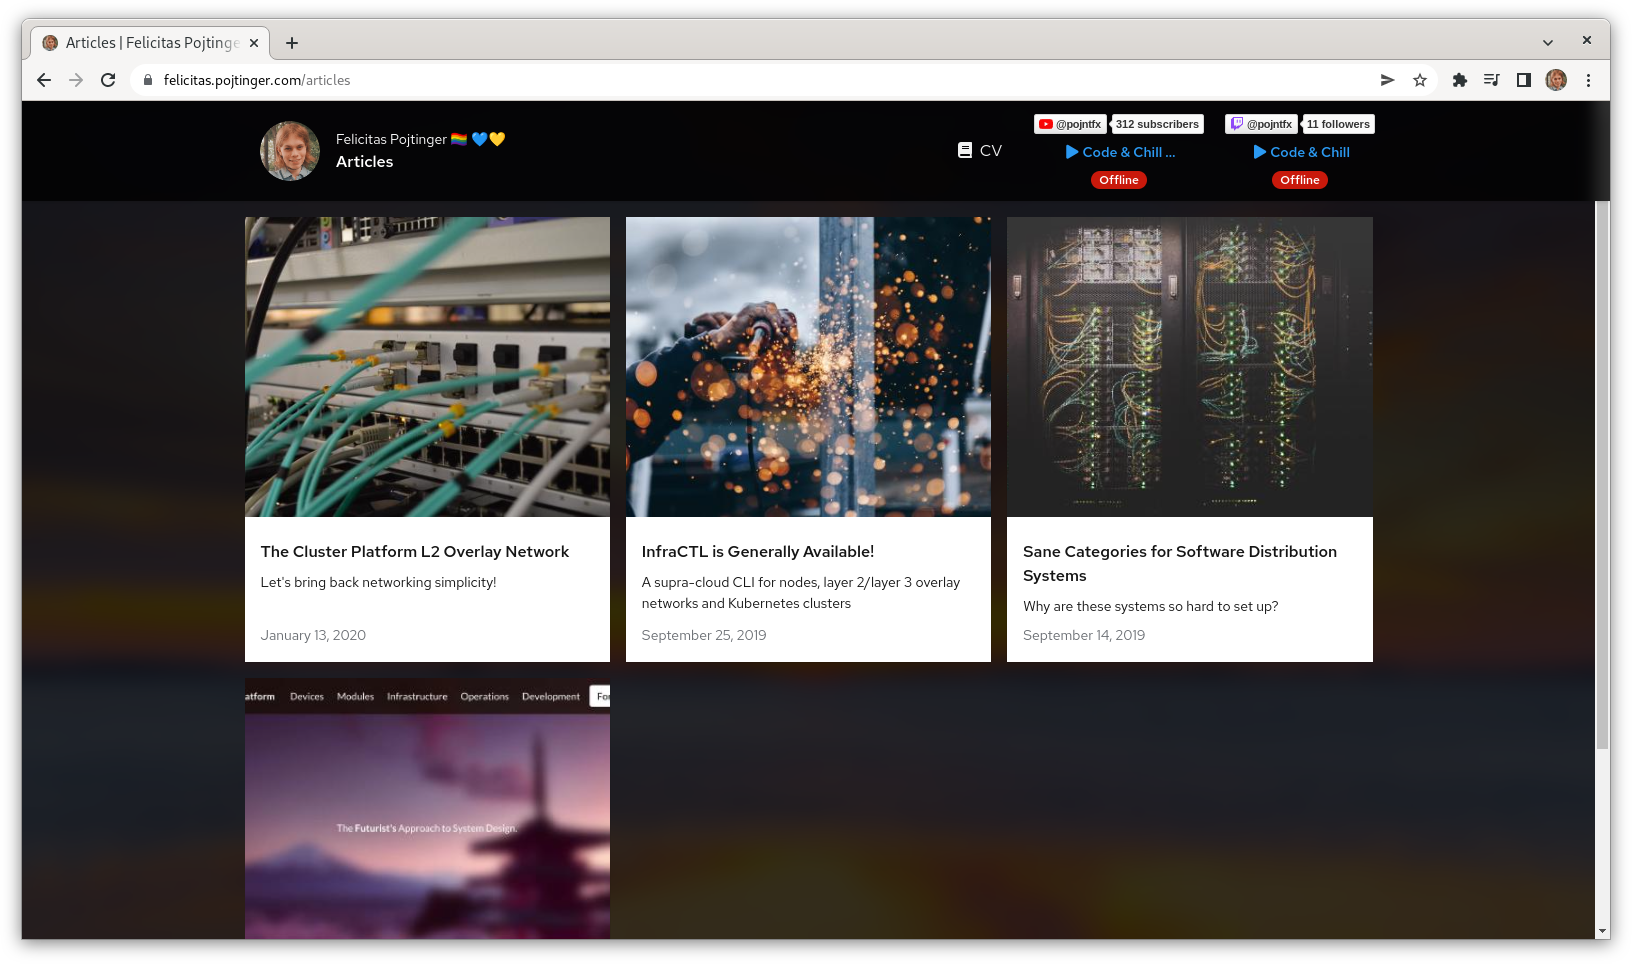 Articles | Felicitas Pojtinge
felicitas.pojtinger.com/articles
Felicitas Pojtinger 🏳️‍🌈 💙💛
Articles
CV
@pojntfx 312 subscribers
Code & Chill ...
Offline
@pojntfx 11 followers
Code & Chill
Offline
The Cluster Platform L2 Overlay Network
Let's bring back networking simplicity!
January 13, 2020
InfraCTL is Generally Available!
A supra-cloud CLI for nodes, layer 2/layer 3 overlay
networks and Kubernetes clusters
September 25, 2019
Sane Categories for Software Distribution
Systems
Why are these systems so hard to set up?
September 14, 2019
atform Devices Modules Infrastructure Operations Development For
The Futurist's Approach to System Design.